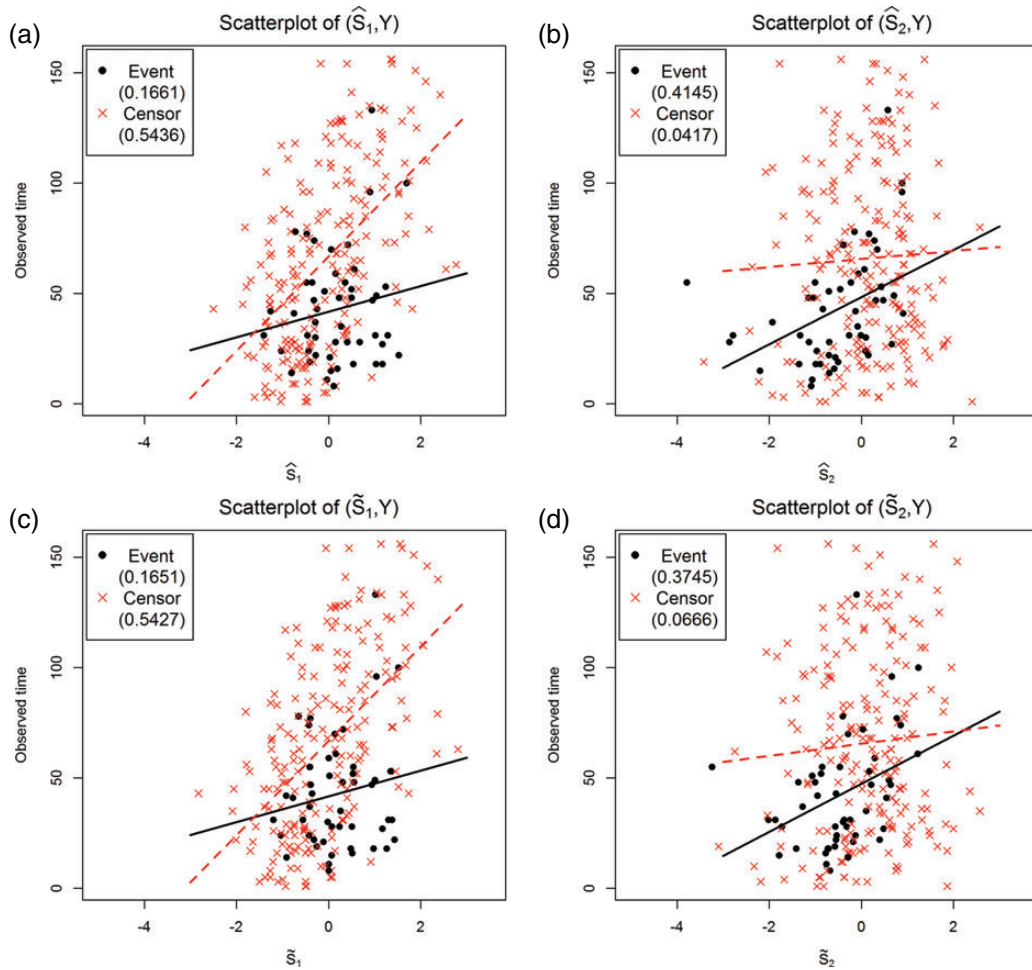 (a)
Scatterplot of (Ŝ₁,Y)
Event
(0.1661)
Censor
(0.5436)
Observed time
0
50
100
150
-4
-2
0
2
Ŝ₁
(b)
Scatterplot of (Ŝ₂,Y)
Event
(0.4145)
Censor
(0.0417)
Observed time
0
50
100
150
-4
-2
0
2
Ŝ₂
(c)
Scatterplot of (S̃₁,Y)
Event
(0.1651)
Censor
(0.5427)
Observed time
0
50
100
150
-4
-2
0
2
S̃₁
(d)
Scatterplot of (S̃₂,Y)
Event
(0.3745)
Censor
(0.0666)
Observed time
0
50
100
150
-4
-2
0
2
S̃₂